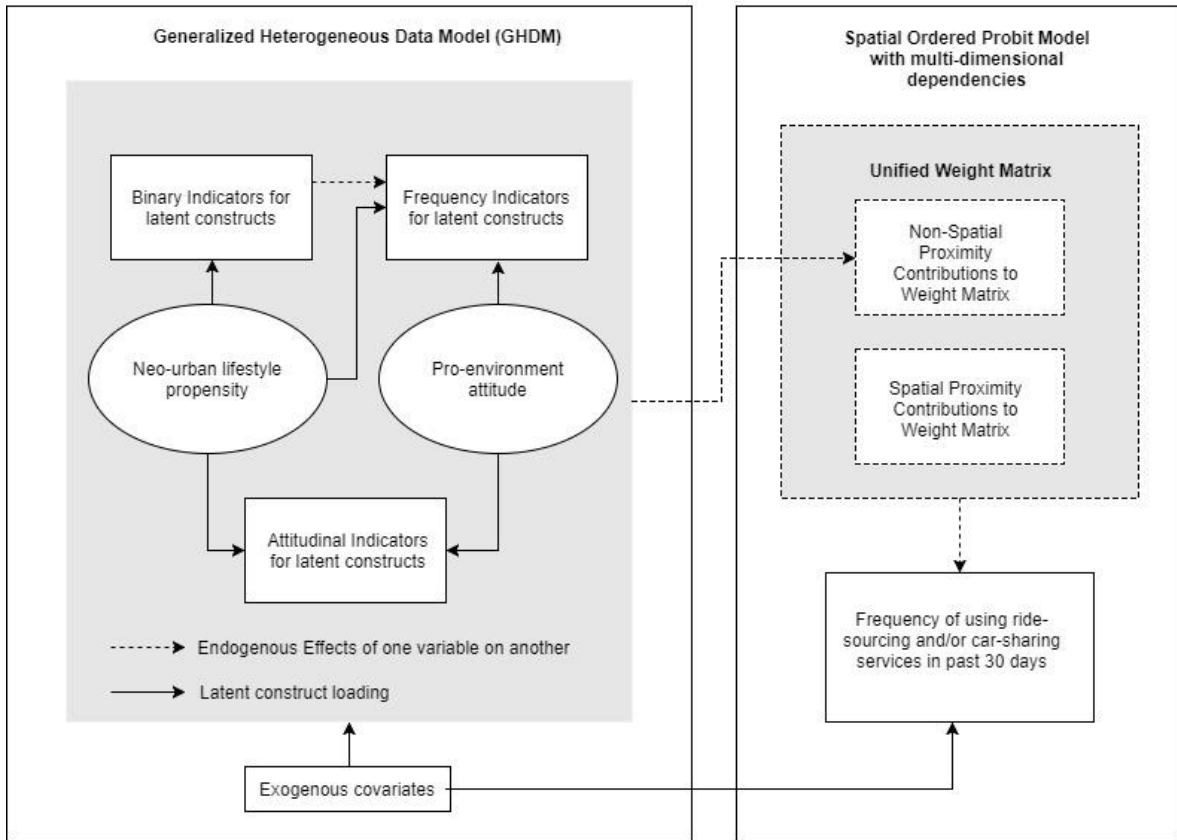 Generalized Heterogeneous Data Model (GHDM)
Binary Indicators for
latent constructs
Frequency Indicators
for latent constructs
Neo-urban lifestyle
propensity
Pro-environment
attitude
Attitudinal Indicators
for latent constructs
Endogenous Effects of one variable on another
Latent construct loading
Exogenous covariates
Spatial Ordered Probit Model
with multi-dimensional
dependencies
Unified Weight Matrix
Non-Spatial
Proximity
Contributions to
Weight Matrix
Spatial Proximity
Contributions to
Weight Matrix
Frequency of using ride-
sourcing and/or car-sharing
services in past 30 days